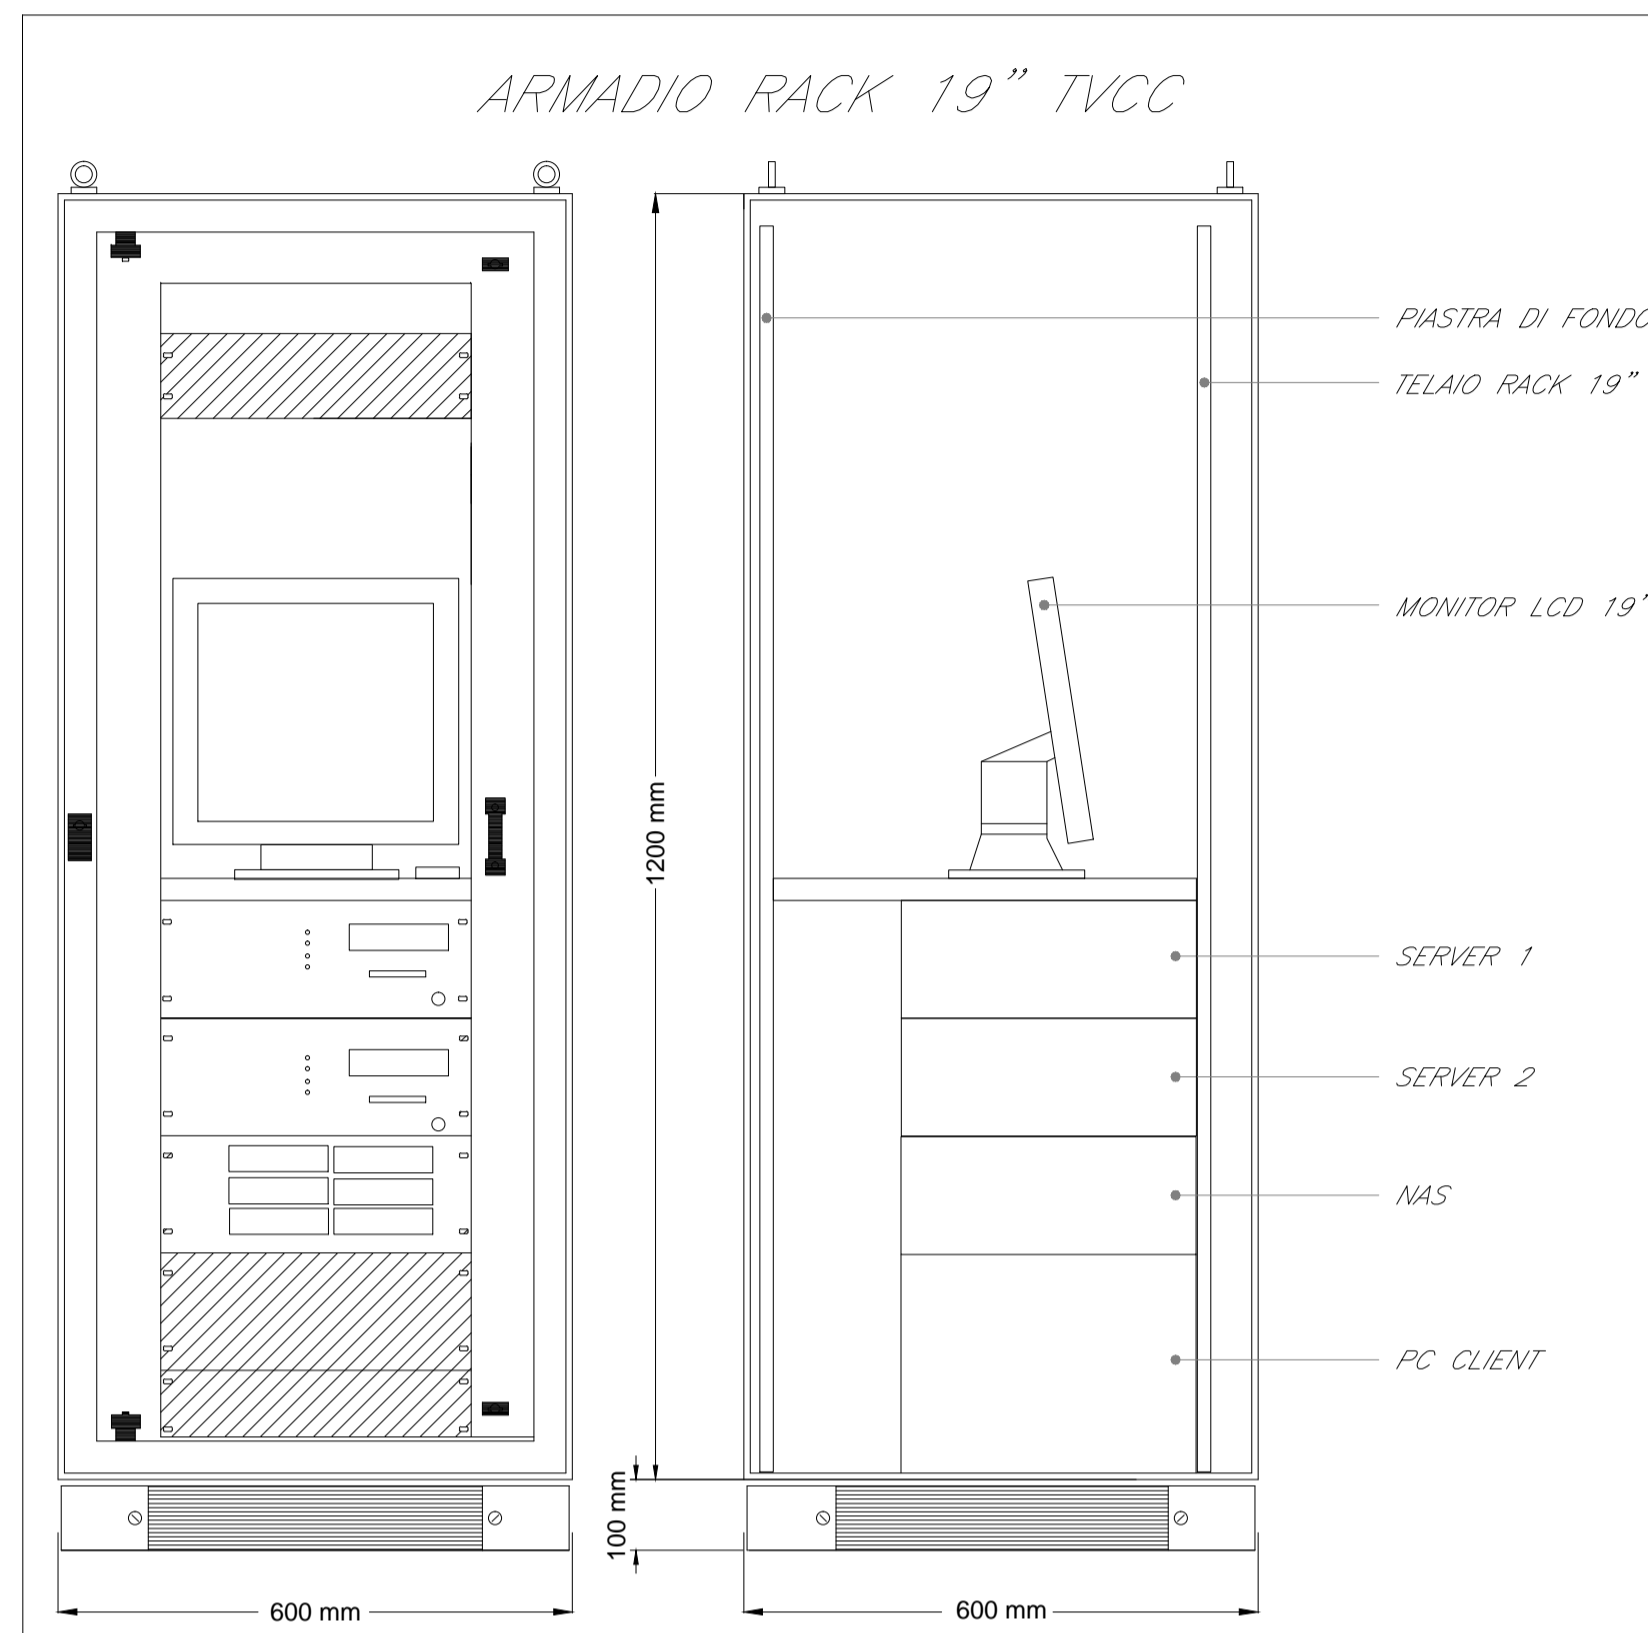 ARMADIO RACK 19" TVCC
PIASTRA DI FONDO
TELAIO RACK 19"
MONITOR LCD 19"
1200 mm
SERVER 1
SERVER 2
NAS
PC CLIENT
100 mm
600 mm
600 mm